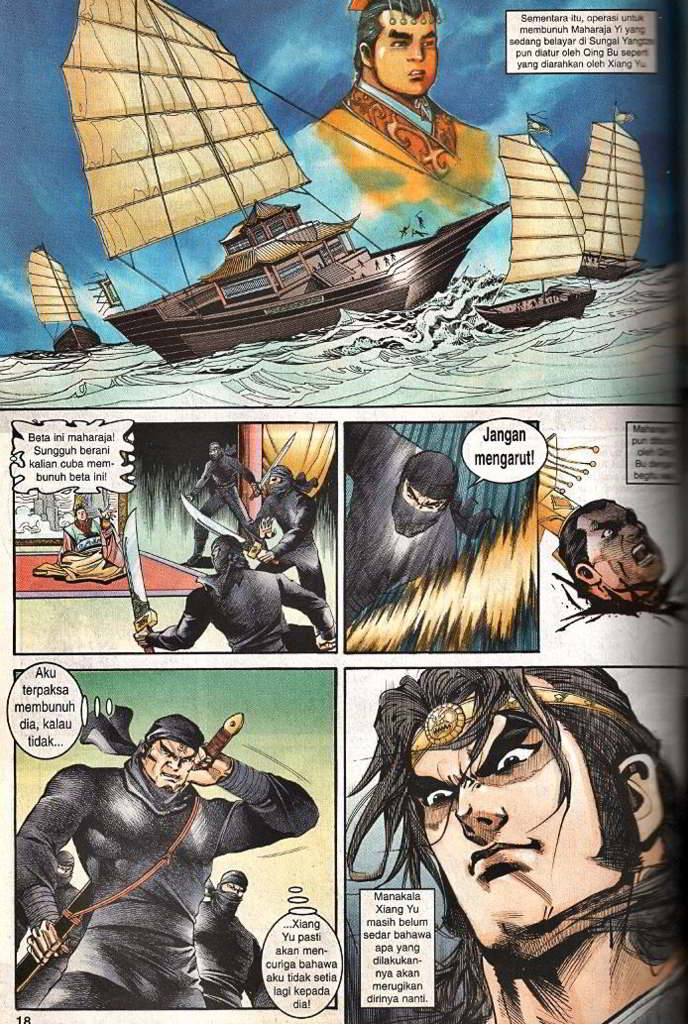 Sementara itu, operasi untuk
membunuh Maharaja Yi yang
sedang belayar di Sungai Yangtze
pun diatur oleh Qing Bu seperti
yang diarahkan oleh Xiang Yu.
Beta ini maharaja!
Sungguh berani
kalian cuba mem-
bunuh beta ini!
Jangan
mengarut!
pun
oleh
Bu
Aku
terpaksa
membunuh
dia, kalau
tidak...
...Xiang
Yu pasti
akan men-
curiga bahawa
aku tidak setia
lagi kepada
dia!
Manakala
Xiang Yu
masih belum
sedar bahawa
apa yang
dilakukan-
nya akan
merugikan
dirinya nanti.
18